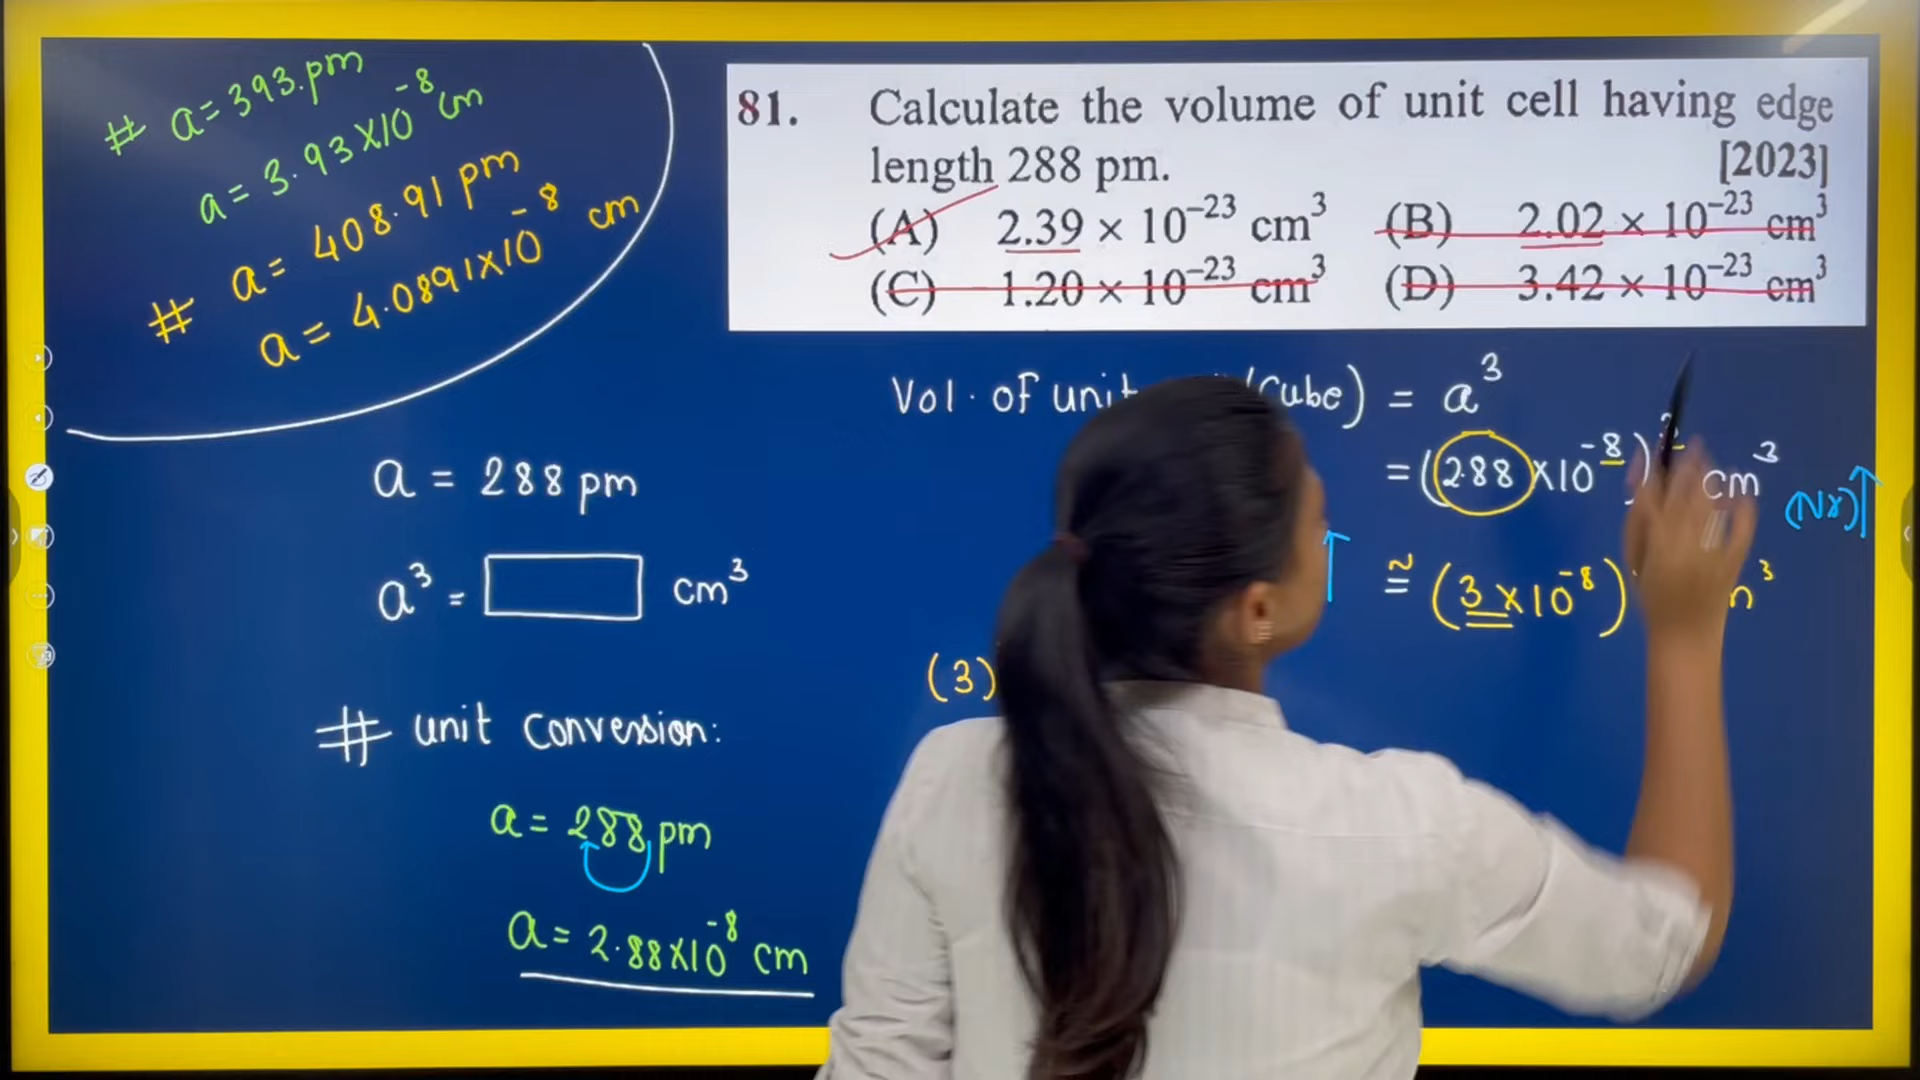 # a = 393.pm
a = 3.93×10⁻⁸ cm
# a = 408.91 pm
a = 4.0891×10⁻⁸ cm
81. Calculate the volume of unit cell having edge
length 288 pm. [2023]
(A) 2.39 × 10⁻²³ cm³ (B) 2.02 × 10⁻²³ cm³
(C) 1.20 × 10⁻²³ cm³ (D) 3.42 × 10⁻²³ cm³
a = 288 pm
a³ = cm³
# unit conversion:
a = 288 pm
a = 2.88×10⁻⁸ cm
Vol. of unit (Cube) = a³
= (2.88×10⁻⁸) cm³ (Nr)↑
↑ ≅ (3×10⁻⁸)
(3)